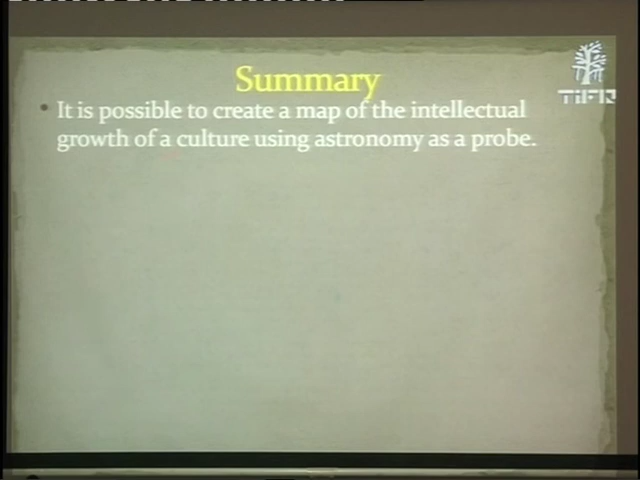 Summary
TIFR
• It is possible to create a map of the intellectual
growth of a culture using astronomy as a probe.